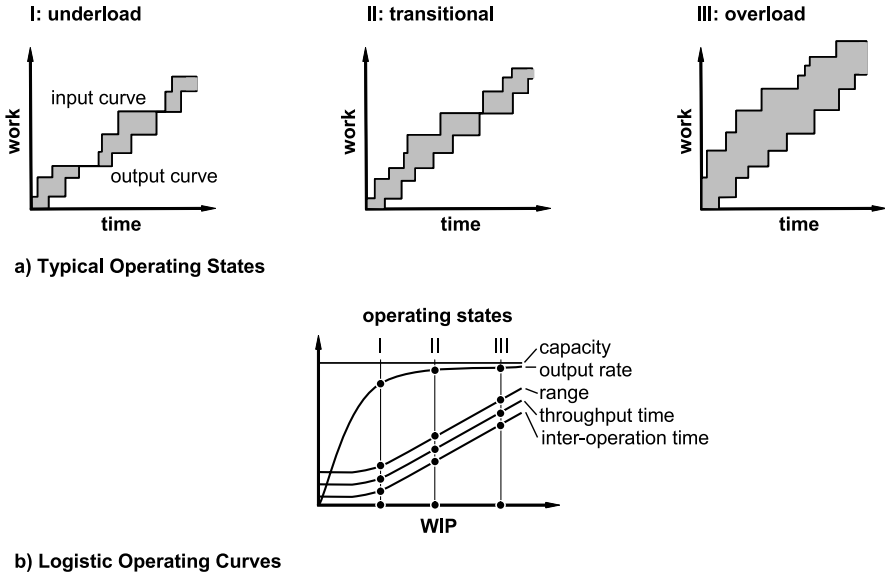 I: underload
II: transitional
III: overload
work
input curve
output curve
time
work
time
work
time
a) Typical Operating States
operating states
I
II
III
capacity
output rate
range
throughput time
inter-operation time
WIP
b) Logistic Operating Curves